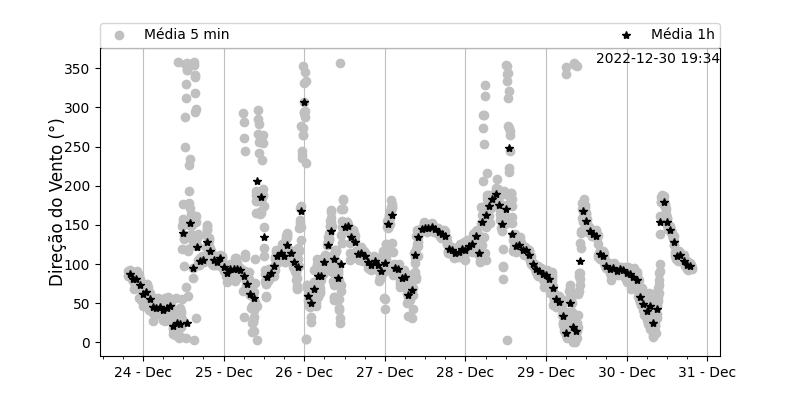 Média 5 min
Média 1h
2022-12-30 19:34
Direção do Vento (°)
350
300
250
200
150
100
50
0
24 - Dec
25 - Dec
26 - Dec
27 - Dec
28 - Dec
29 - Dec
30 - Dec
31 - Dec